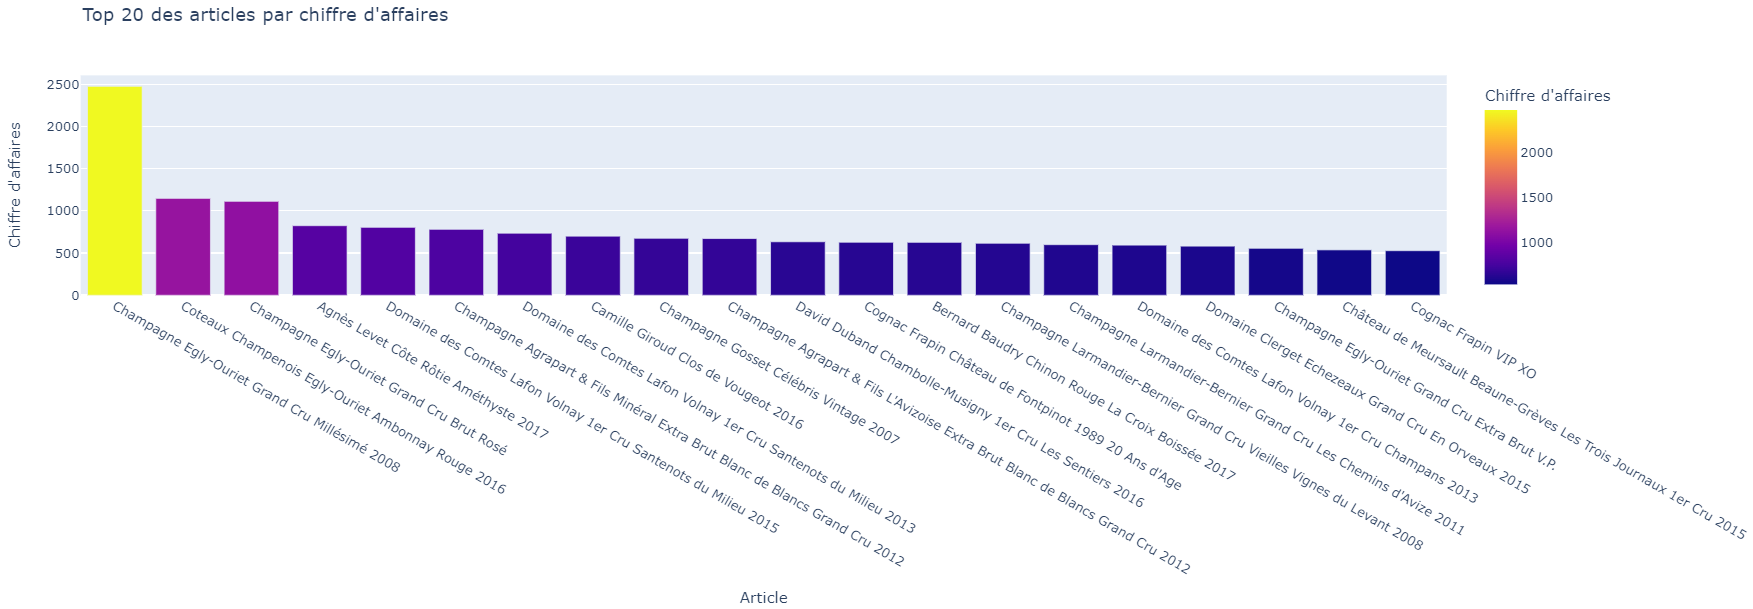 Top 20 des articles par chiffre d'affaires
Chiffre d'affaires
2500
2000
1500
1000
500
0
Champagne Egly-Ouriet Grand Cru Millésimé 2008
Coteaux Champenois Egly-Ouriet Ambonnay Rouge 2016
Champagne Egly-Ouriet Grand Cru Brut Rosé
Agnès Levet Côte Rôtie Améthyste 2017
Domaine des Comtes Lafon Volnay 1er Cru Santenots du Milieu 2015
Champagne Agrapart & Fils Minéral Extra Brut Blanc de Blancs Grand Cru 2012
Domaine des Comtes Lafon Volnay 1er Cru Santenots du Milieu 2013
Camille Giroud Clos de Vougeot 2016
Champagne Gosset Célébris Vintage 2007
Champagne Agrapart & Fils L'Avizoise Extra Brut Blanc de Blancs Grand Cru 2012
David Duband Chambolle-Musigny 1er Cru Les Sentiers 2016
Cognac Frapin Château de Fontpinot 1989 20 Ans d'Age
Bernard Baudry Chinon Rouge La Croix Boissée 2017
Champagne Larmandier-Bernier Grand Cru Vieilles Vignes du Levant 2008
Champagne Larmandier-Bernier Grand Cru Les Chemins d'Avize 2011
Domaine des Comtes Lafon Volnay 1er Cru Champans 2013
Domaine Clerget Echezeaux Grand Cru En Orveaux 2015
Champagne Egly-Ouriet Grand Cru Extra Brut V.P.
Château de Meursault Beaune-Grèves Les Trois Journaux 1er Cru 2015
Cognac Frapin VIP XO
Article
Chiffre d'affaires
2000
1500
1000